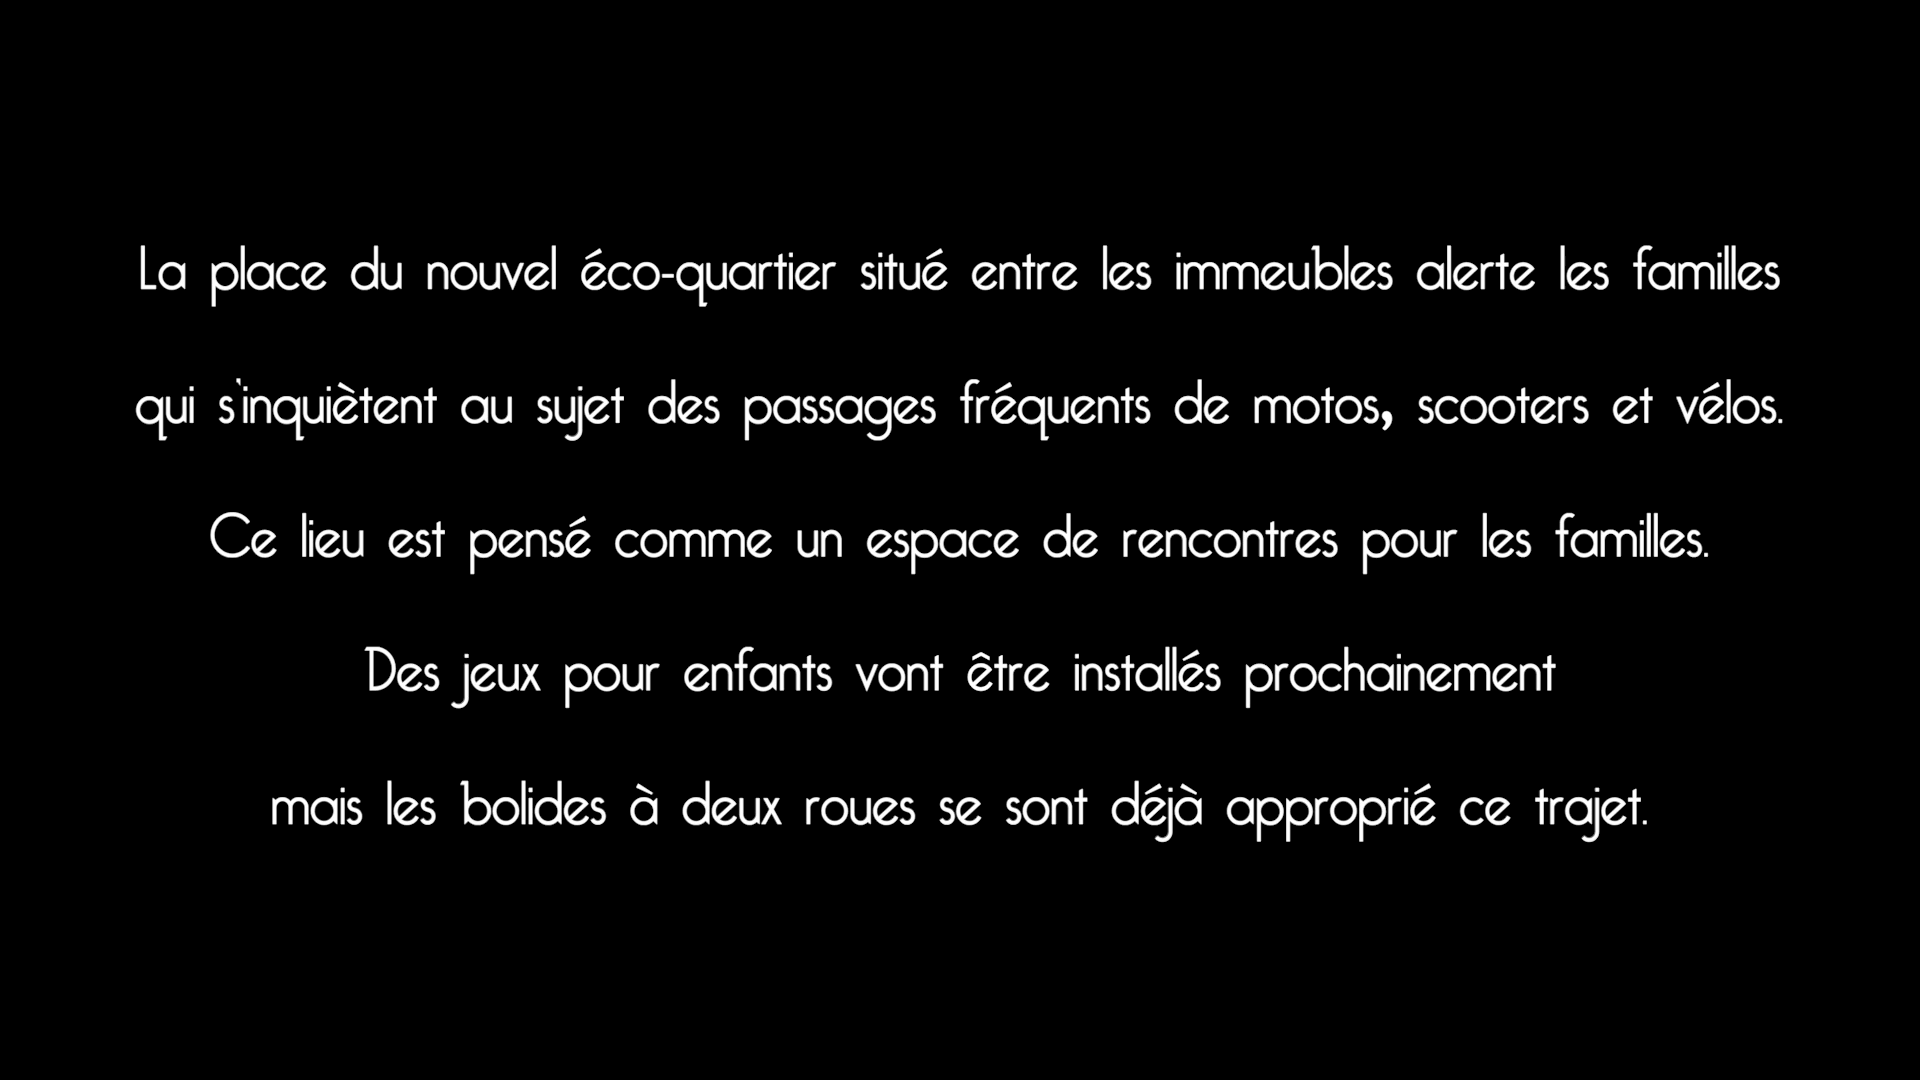 La place du nouvel éco-quartier situé entre les immeubles alerte les familles
qui s'inquiètent au sujet des passages fréquents de motos, scooters et vélos.
Ce lieu est pensé comme un espace de rencontres pour les familles.
Des jeux pour enfants vont être installés prochainement
mais les bolides à deux roues se sont déjà approprié ce trajet.